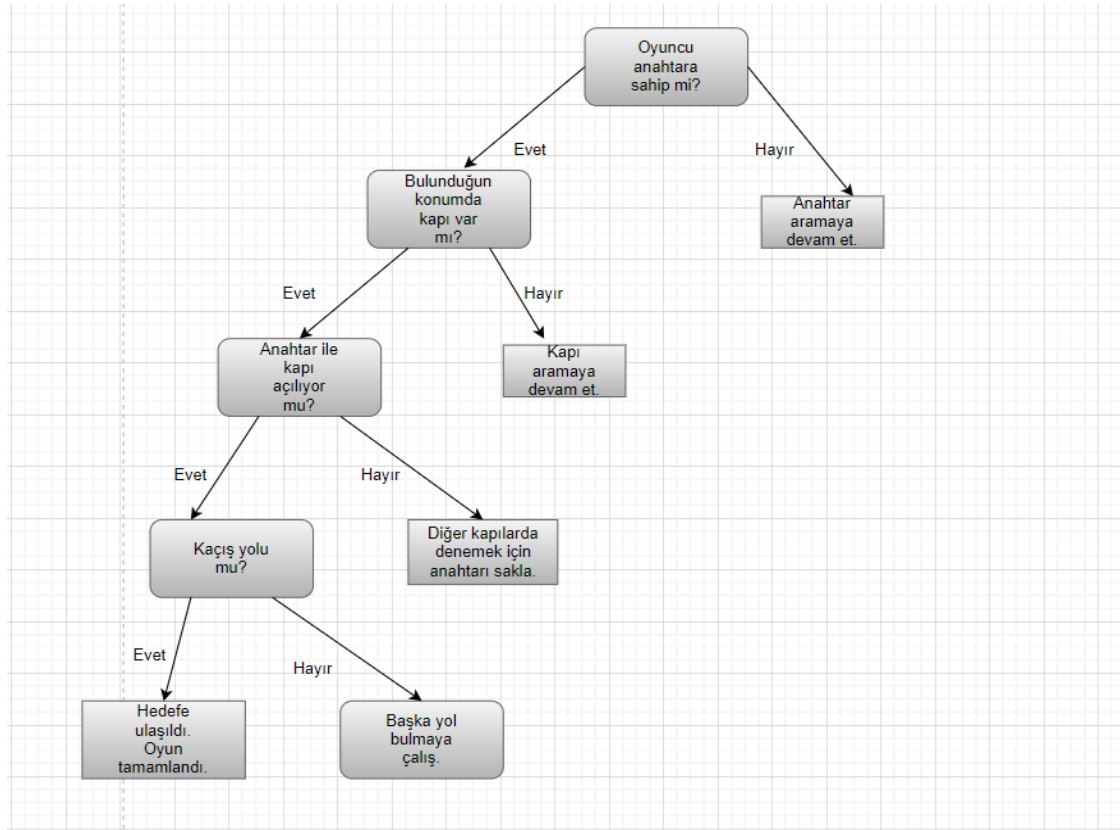 Oyuncu
anahtara
sahip mi?
Evet
Hayır
Bulunduğun
konumda
kapı var
mı?
Anahtar
aramaya
devam et.
Evet
Hayır
Anahtar ile
kapı
açılıyor
mu?
Kapı
aramaya
devam et.
Evet
Hayır
Kaçış yolu
mu?
Diğer kapılarda
denemek için
anahtarı sakla.
Evet
Hayır
Hedefe
ulaşıldı.
Oyun
tamamlandı.
Başka yol
bulmaya
çalış.